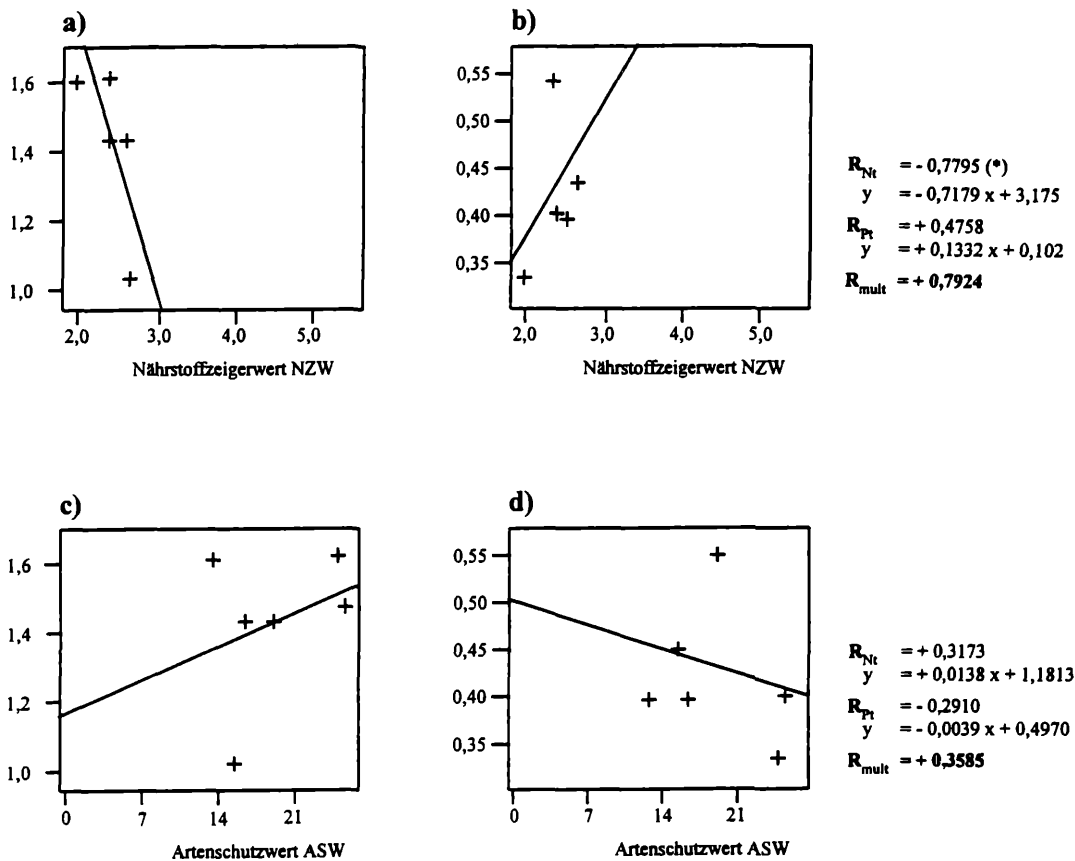 a)
1,6
1,4
1,2
1,0
2,0 3,0 4,0 5,0
Nährstoffzeigerwert NZW
b)
0,55
0,50
0,45
0,40
0,35
2,0 3,0 4,0 5,0
Nährstoffzeigerwert NZW
R_Nt = - 0,7795 (*)
y = - 0,7179 x + 3,175
R_Pt = + 0,4758
y = + 0,1332 x + 0,102
R_mult = + 0,7924
c)
1,6
1,4
1,2
1,0
0 7 14 21
Artenschutzwert ASW
d)
0,55
0,50
0,45
0,40
0,35
0 7 14 21
Artenschutzwert ASW
R_Nt = + 0,3173
y = + 0,0138 x + 1,1813
R_Pt = - 0,2910
y = - 0,0039 x + 0,4970
R_mult = + 0,3585